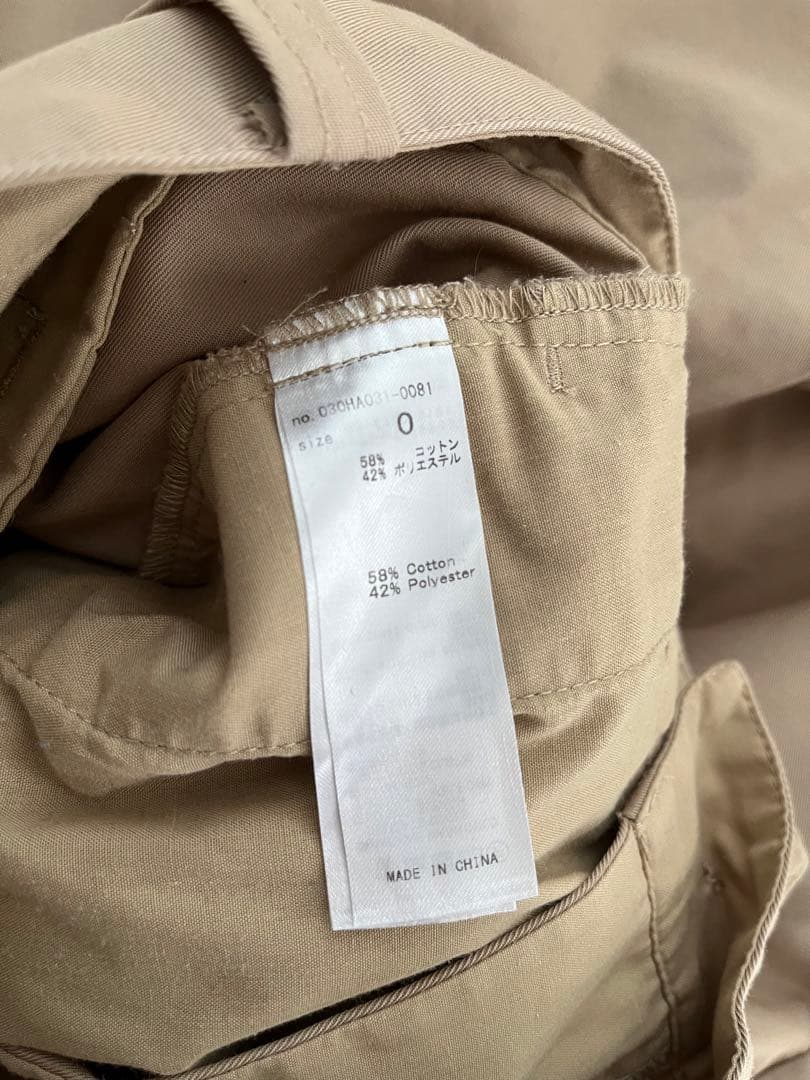 no. 030HA031-0081
size 0
58% コットン
42% ポリエステル
58% Cotton
42% Polyester
MADE IN CHINA